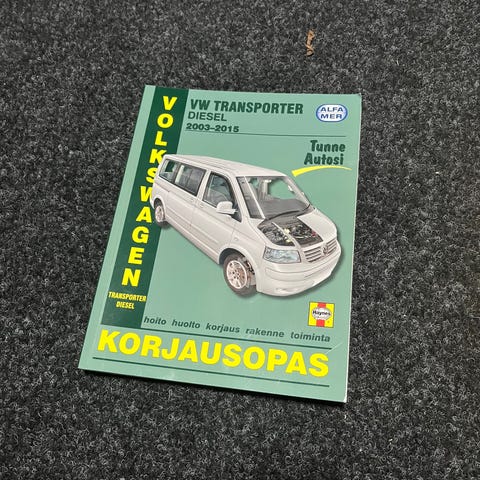 VOLKSWAGEN
TRANSPORTER
DIESEL
VW TRANSPORTER
DIESEL
2003–2015
ALFA
MER
Tunne
Autosi
Haynes
hoito huolto korjaus rakenne toiminta
KORJAUSOPAS